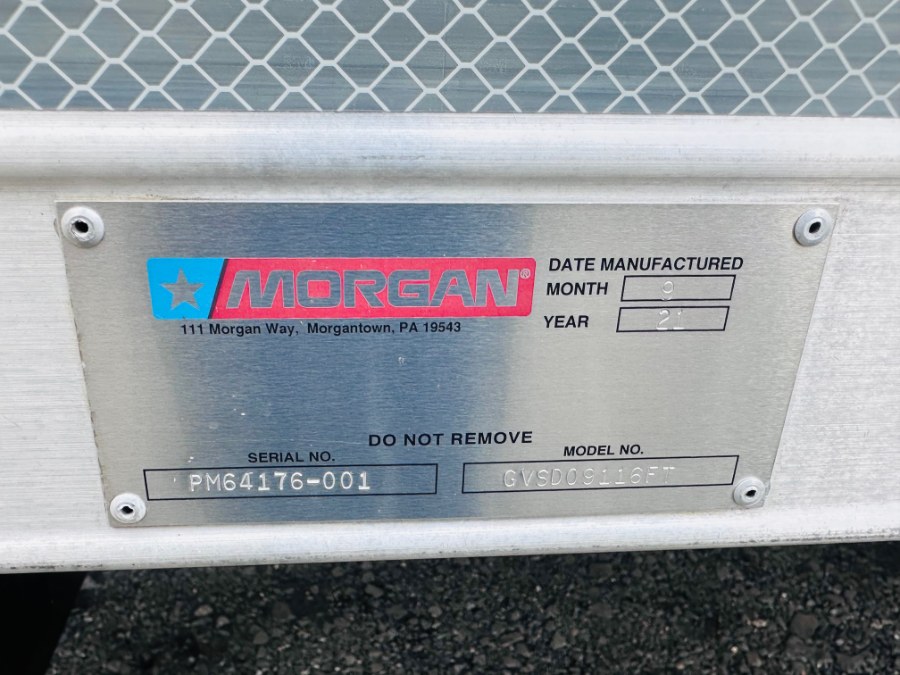 MORGAN®
111 Morgan Way, Morgantown, PA 19543
DATE MANUFACTURED
MONTH 9
YEAR 21
DO NOT REMOVE
SERIAL NO.
PM64176-001
MODEL NO.
GVSD09116FT